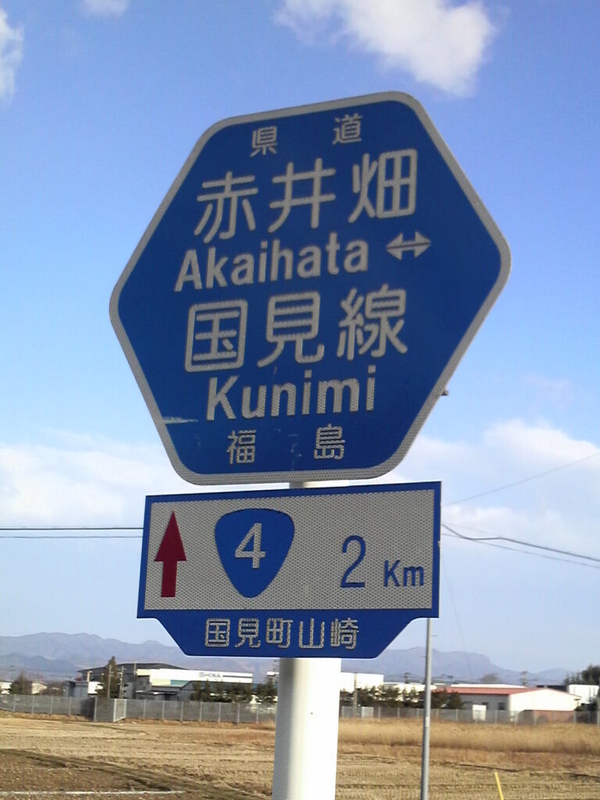 県道
赤井畑
Akaihata ⇔
国見線
Kunimi
福島
4 2 Km
国見町山崎